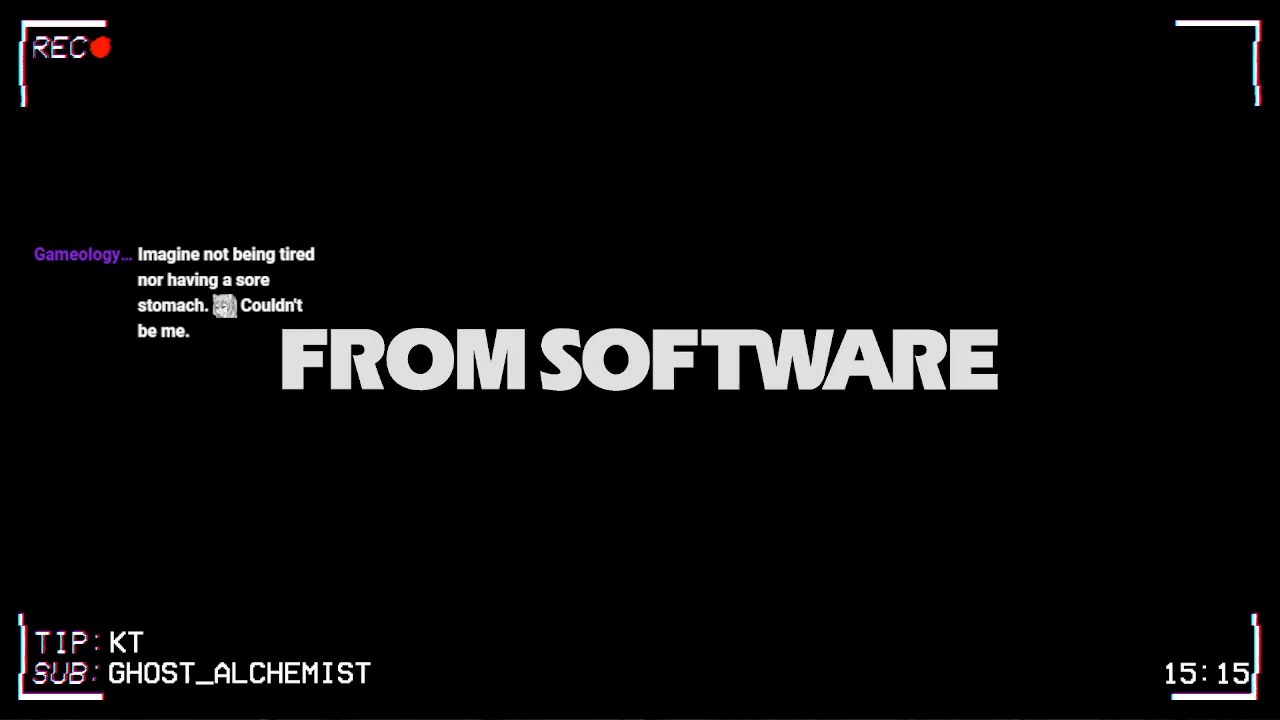 REC
Gameology… Imagine not being tired
nor having a sore
stomach. Couldn't
be me.
FROM SOFTWARE
TIP: KT
SUB: GHOST_ALCHEMIST
15:15